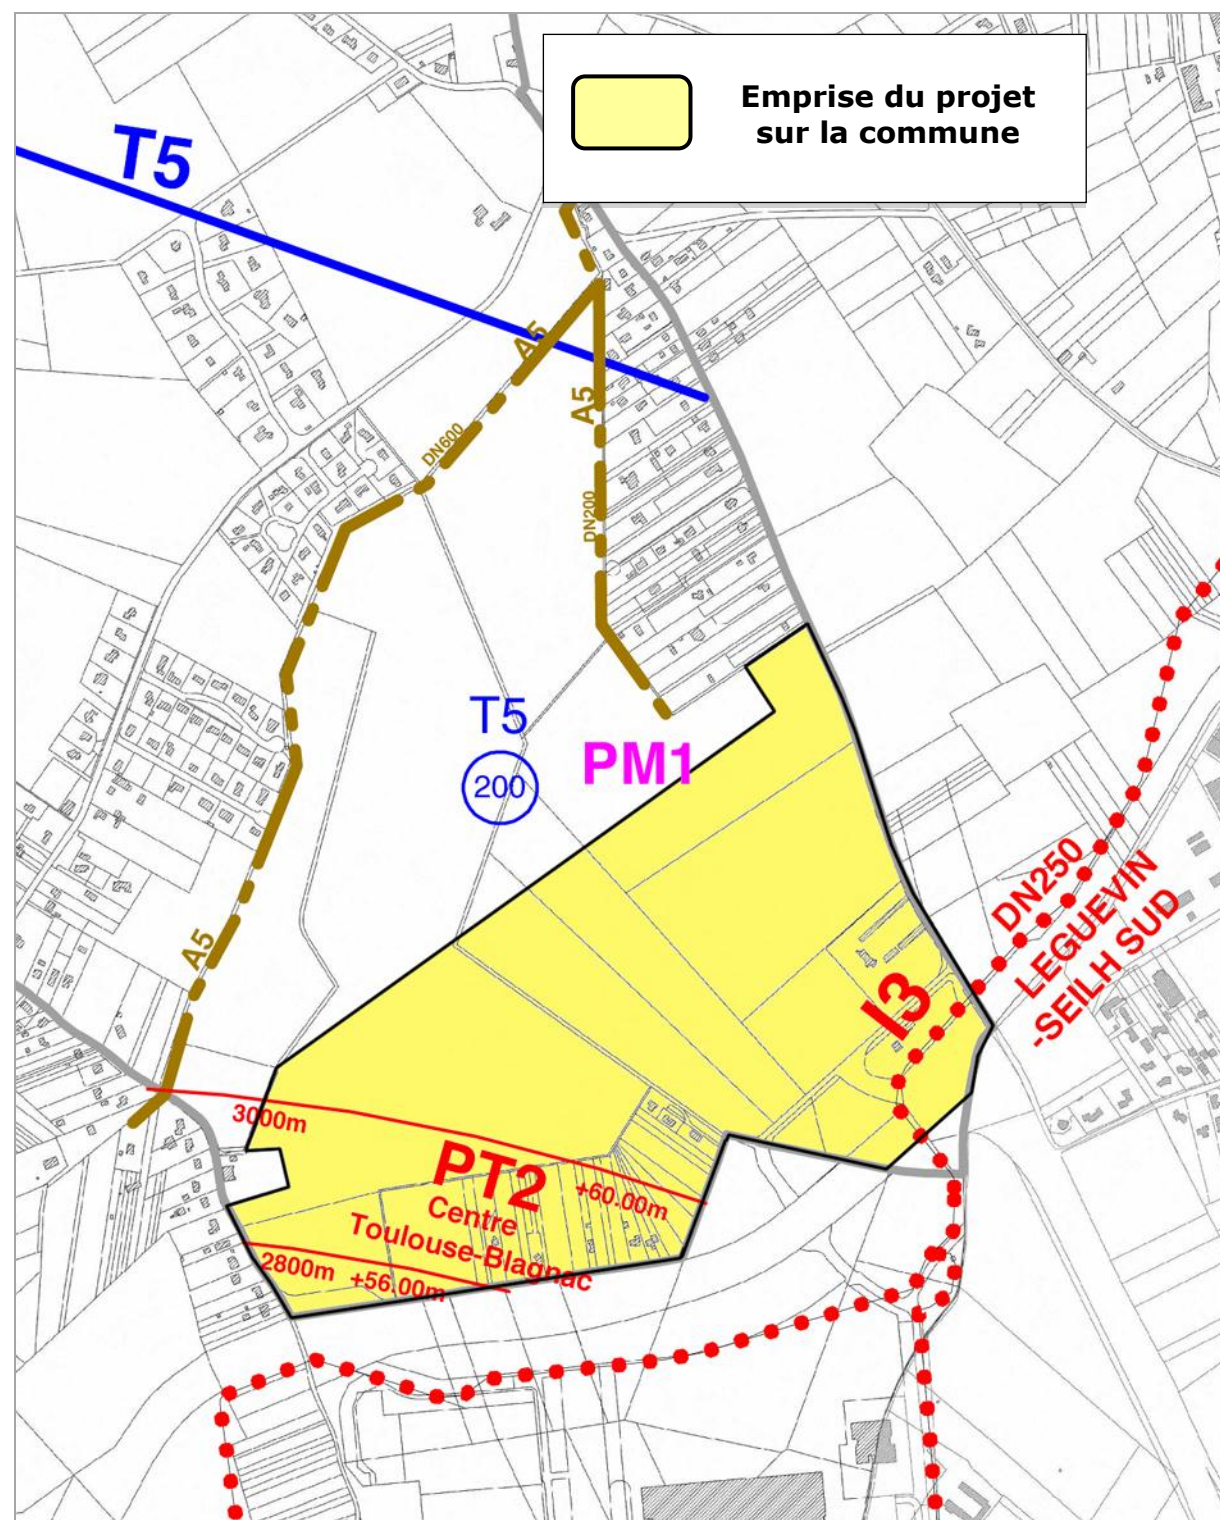 Emprise du projet
sur la commune
T5
A5
A5
DN600
DN200
T5
200
PM1
DN250
LEGUEVIN
-SEILH SUD
I3
A5
3000m
PT2
+60.00m
Centre
Toulouse-Blagnac
2800m
+56.00m